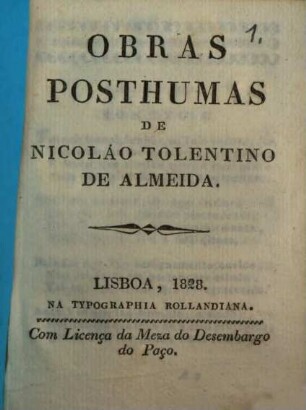 1.
OBRAS
POSTHUMAS
DE
NICOLÁO TOLENTINO
DE ALMEIDA.
LISBOA, 1828.
NA TYPOGRAPHIA ROLLANDIANA.
Com Licença da Meza do Desembargo
do Paço.